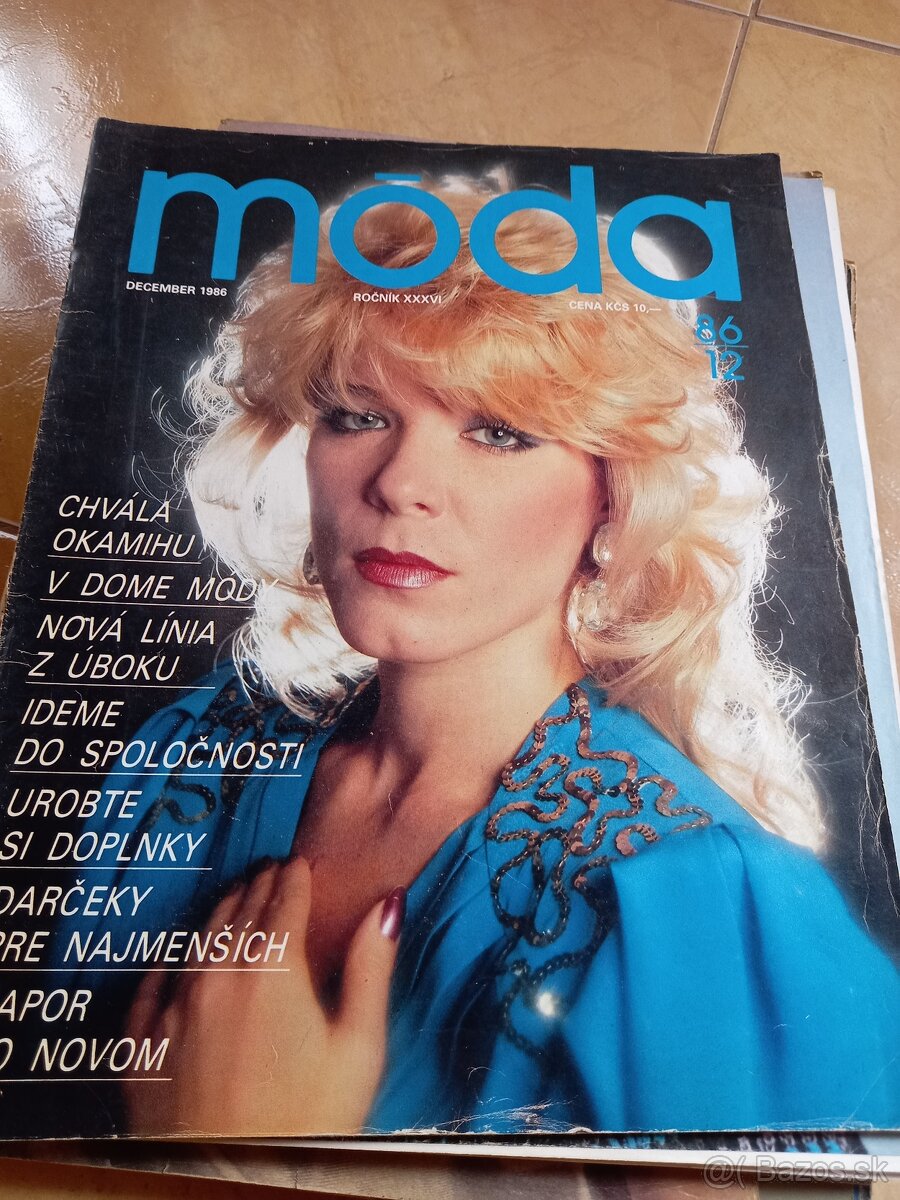 móda
DECEMBER 1986
ROČNÍK XXXVI
CENA KČS 10,—
86
12
CHVÁLA
OKAMIHU
V DOME MÓDY
NOVÁ LÍNIA
Z ÚBOKU
IDEME
DO SPOLOČNOSTI
UROBTE
SI DOPLNKY
DARČEKY
PRE NAJMENŠÍCH
APOR
O NOVOM
@( Bazos.sk